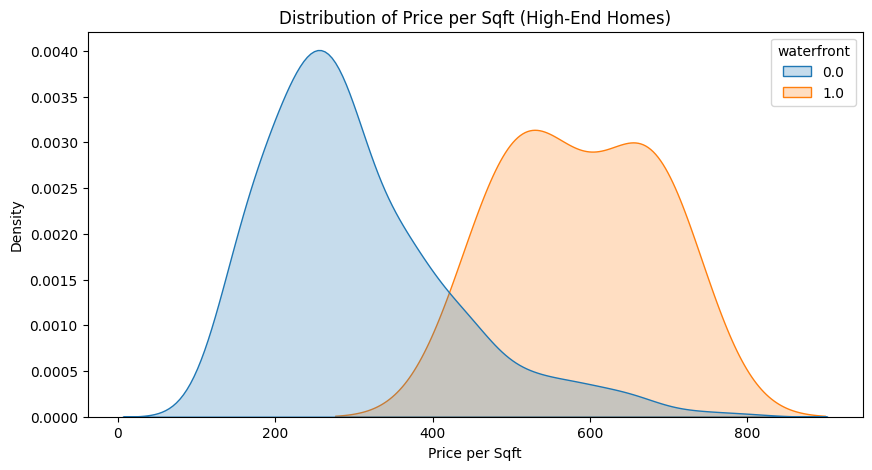 Distribution of Price per Sqft (High-End Homes)
waterfront
0.0
1.0
0.0040
0.0035
0.0030
0.0025
0.0020
0.0015
0.0010
0.0005
0.0000
Density
0 200 400 600 800
Price per Sqft